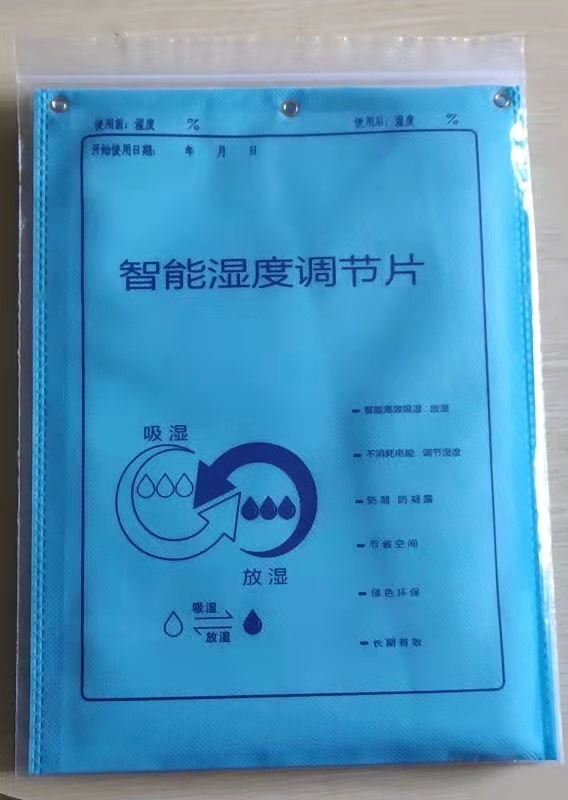 使用前：湿度 %
使用后：湿度 %
开始使用日期： 年 月 日
智能湿度调节片
吸湿
放湿
吸湿
放湿
智能高效吸湿 放湿
不消耗电能 调节湿度
防潮 防凝露
节省空间
绿色环保
长期有效